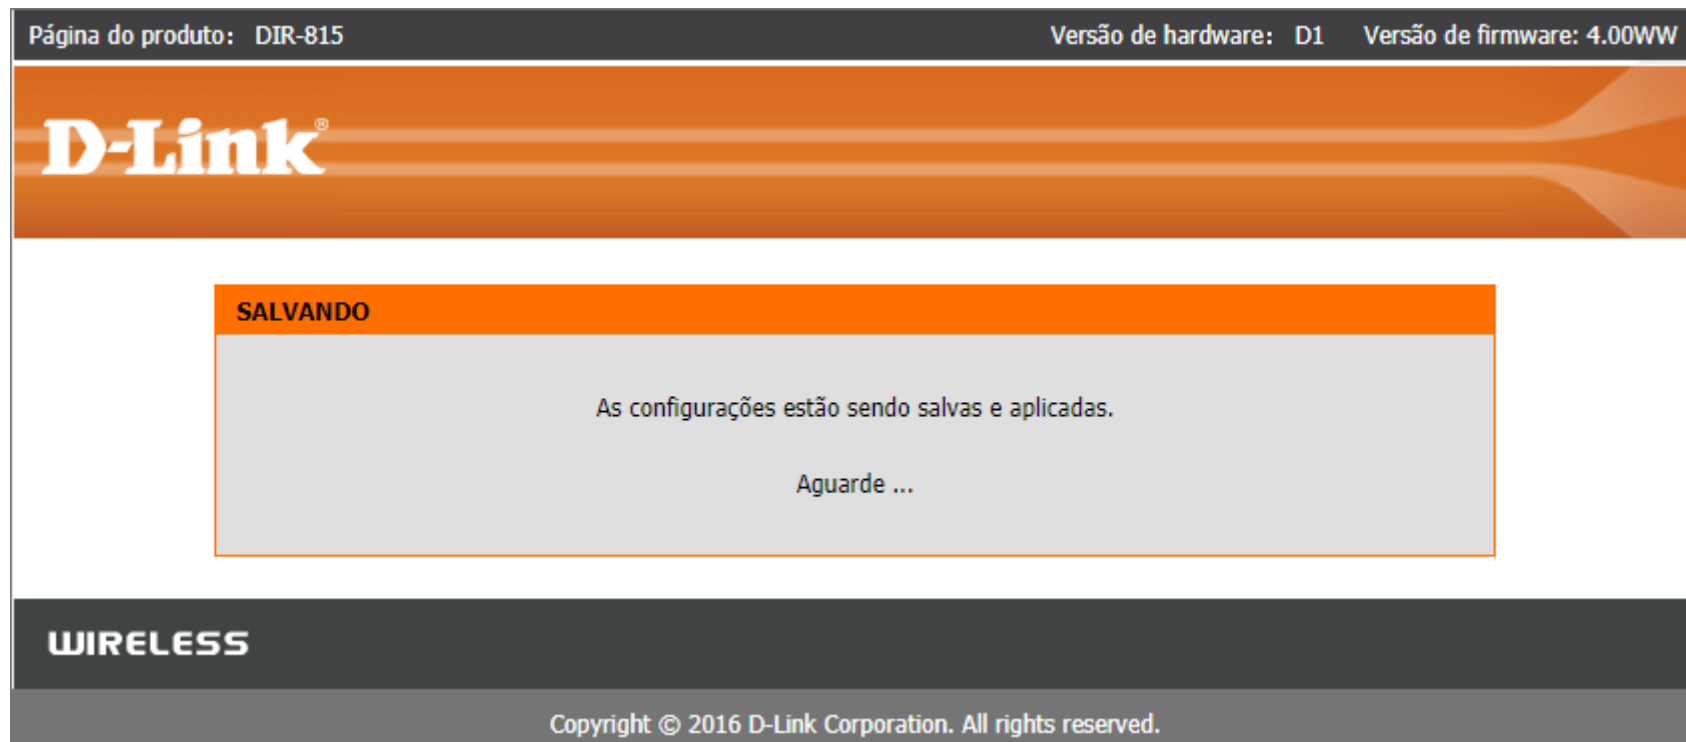 Página do produto: DIR-815 Versão de hardware: D1 Versão de firmware: 4.00WW
D-Link®
SALVANDO
As configurações estão sendo salvas e aplicadas.
Aguarde ...
WIRELESS
Copyright © 2016 D-Link Corporation. All rights reserved.